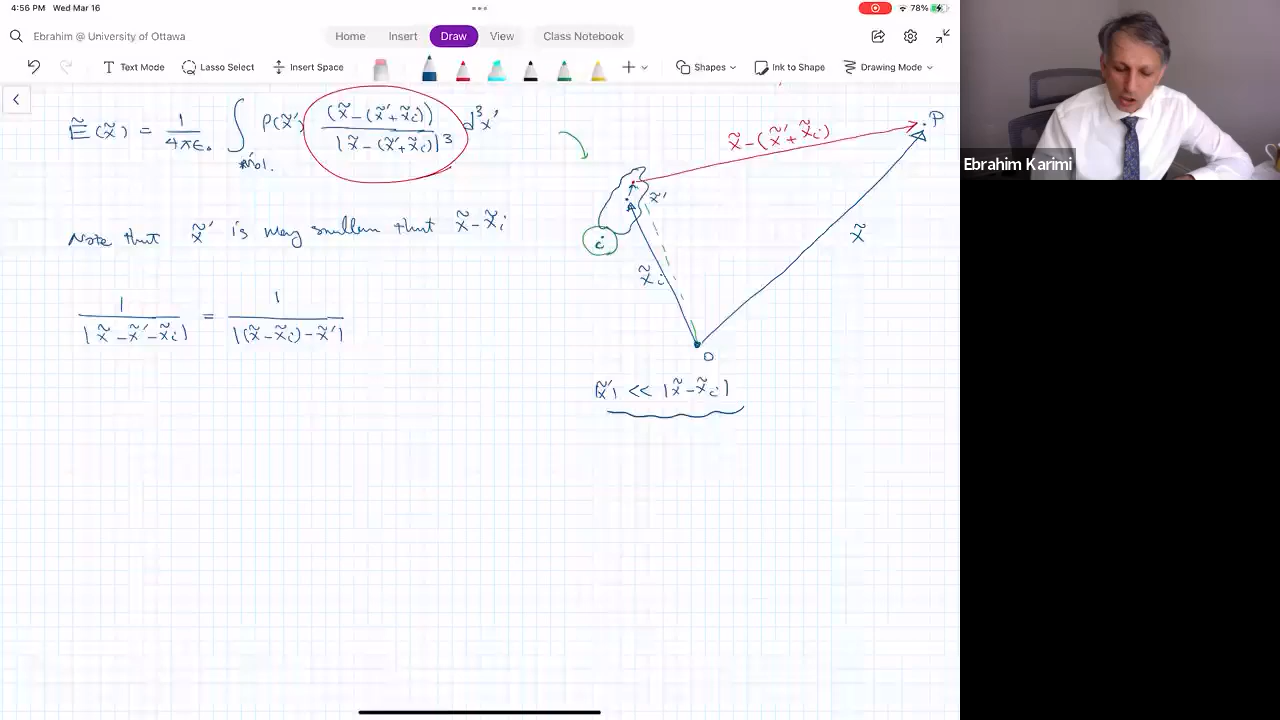 4:56 PM Wed Mar 16
78%
Ebrahim @ University of Ottawa
Home Insert Draw View Class Notebook
Text Mode Lasso Select Insert Space Shapes Ink to Shape Drawing Mode
Ẽ(x̃) = 1/4πε₀ ∫ ρ(x̃') (x̃-(x̃'+x̃ᵢ))/|x̃-(x̃'+x̃ᵢ)|³ d³x'
Mol.
x̃-(x̃'+x̃ᵢ)
P
Ebrahim Karimi
x̃'
Note that x̃' is very smaller that x̃-x̃ᵢ
i
x̃
x̃ᵢ
1/|x̃-x̃'-x̃ᵢ| = 1/|(x̃-x̃ᵢ)-x̃'|
O
|x̃'| << |x̃-x̃ᵢ|